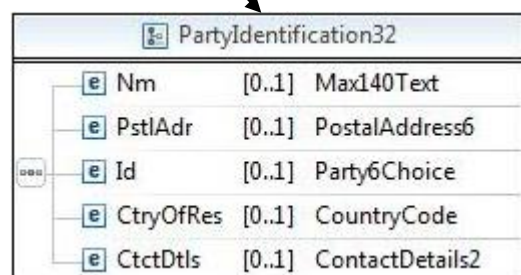 PartyIdentification32
e Nm [0..1] Max140Text
e PstlAdr [0..1] PostalAddress6
e Id [0..1] Party6Choice
e CtryOfRes [0..1] CountryCode
e CtctDtls [0..1] ContactDetails2